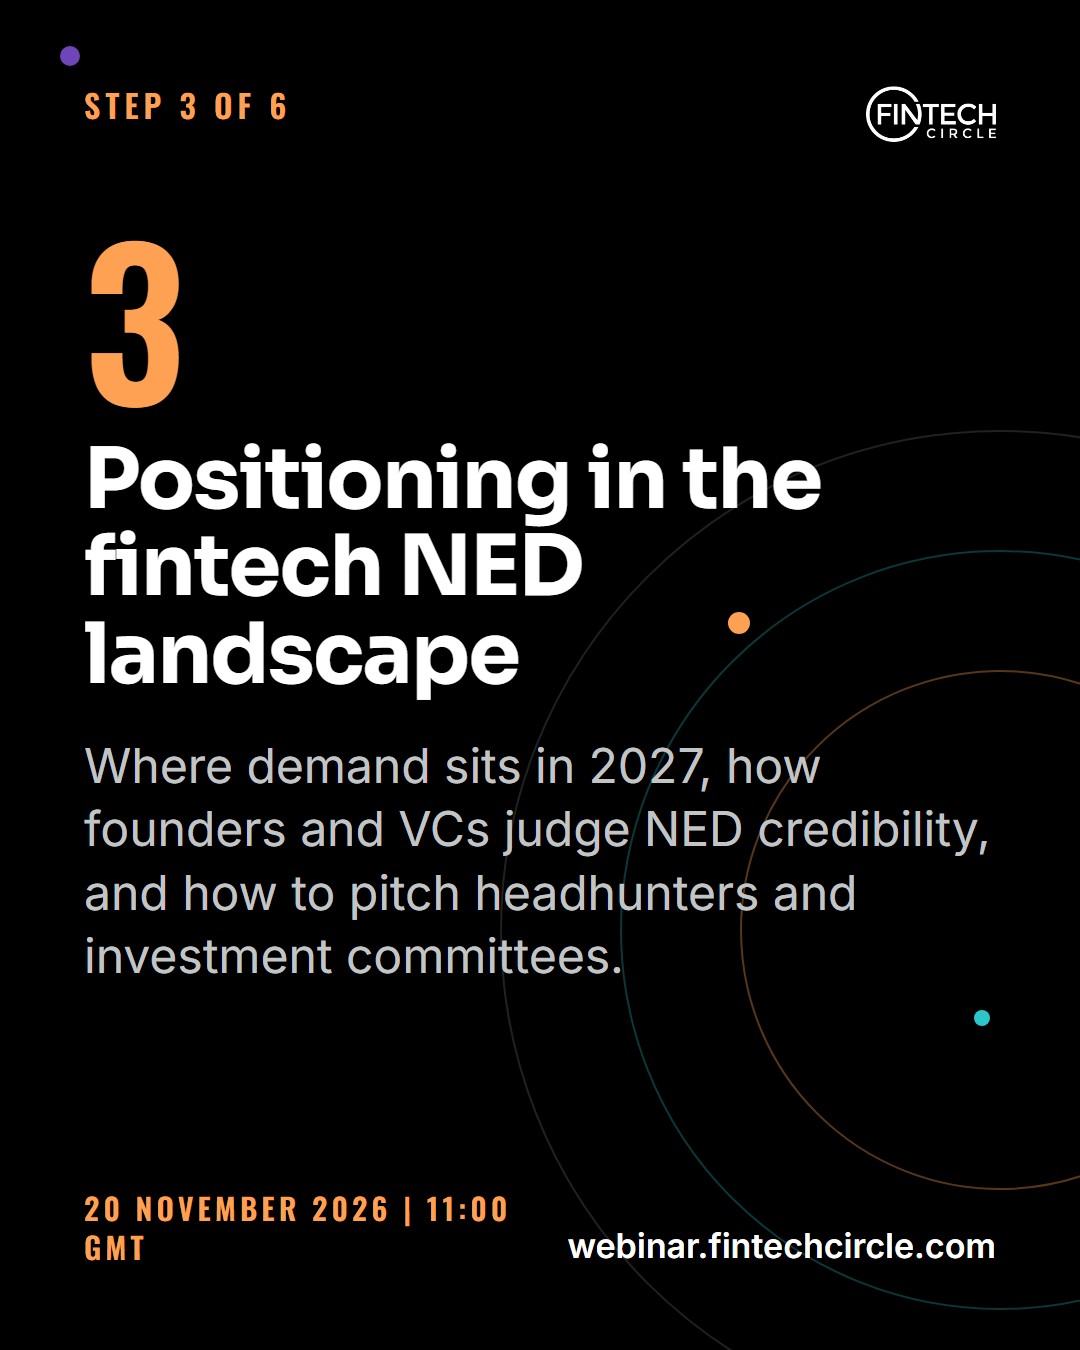 STEP 3 OF 6
FINTECH
CIRCLE
3
Positioning in the
fintech NED
landscape
Where demand sits in 2027, how
founders and VCs judge NED credibility,
and how to pitch headhunters and
investment committees.
20 NOVEMBER 2026 | 11:00
GMT
webinar.fintechcircle.com